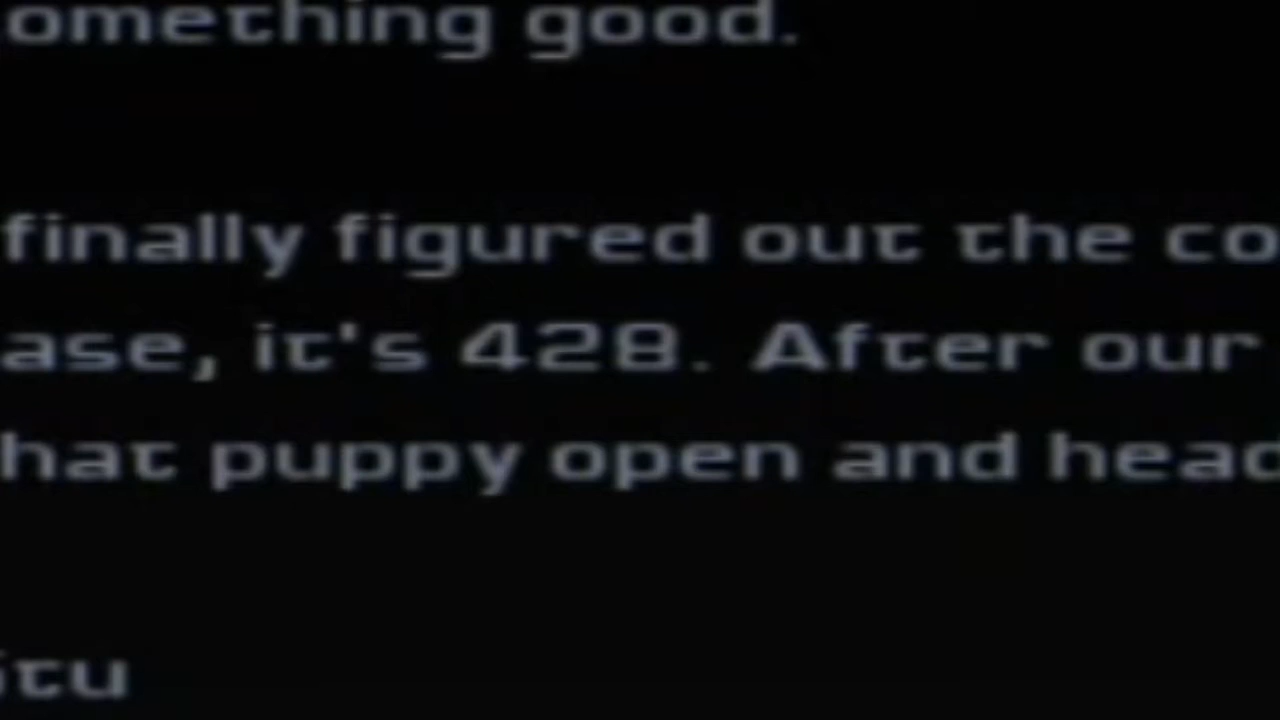 omething good.
finally figured out the co
ase, it's 428. After our
hat puppy open and head
Stu